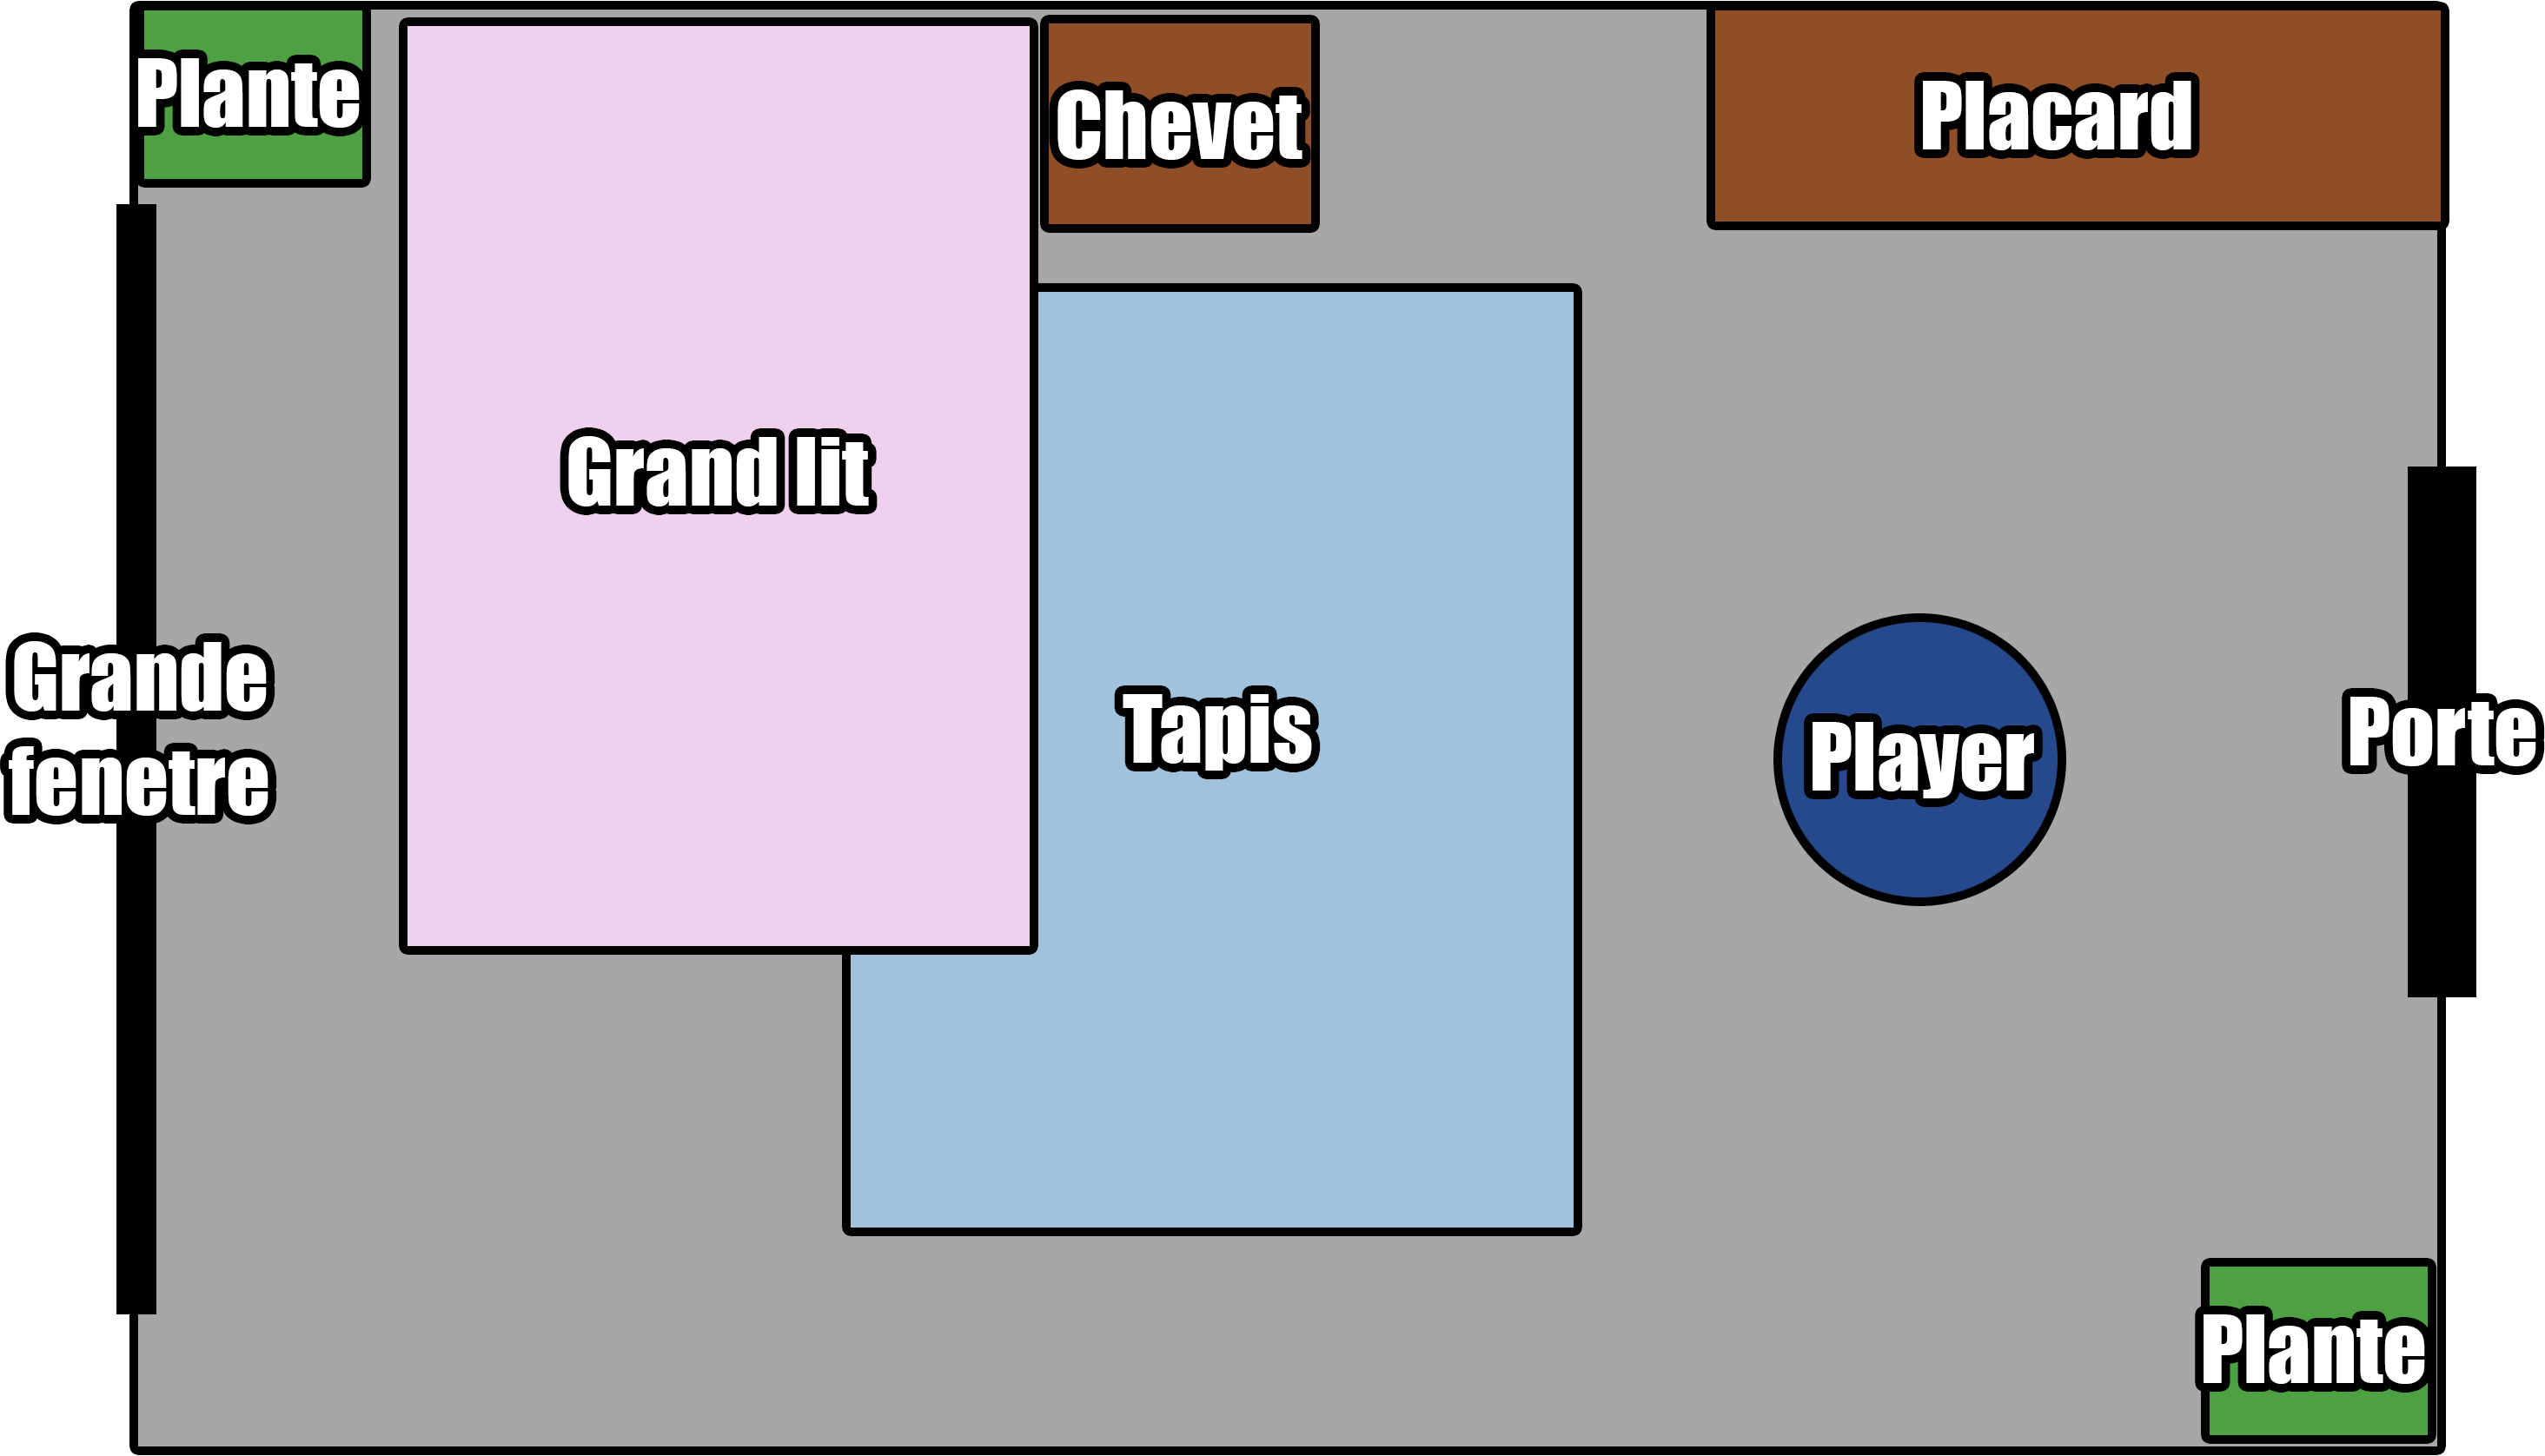 Plante
Chevet
Placard
Grand lit
Grande
fenetre
Tapis
Player
Porte
Plante